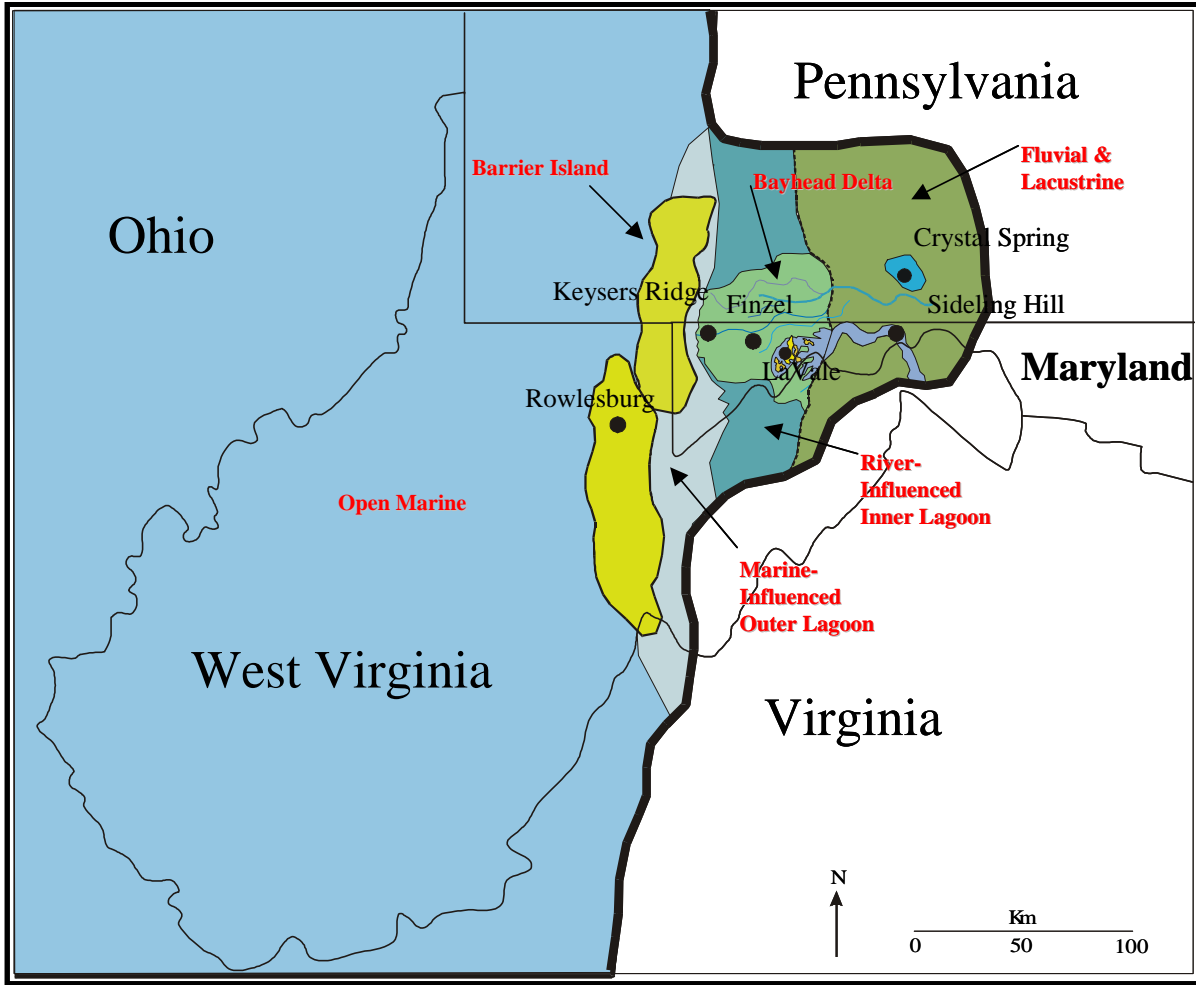 Pennsylvania
Fluvial &
Lacustrine
Barrier Island
Bayhead Delta
Ohio
Crystal Spring
Keysers Ridge
Finzel
Sideling Hill
Maryland
LaVale
Rowlesburg
River-
Influenced
Inner Lagoon
Open Marine
Marine-
Influenced
Outer Lagoon
West Virginia
Virginia
N
Km
0 50 100